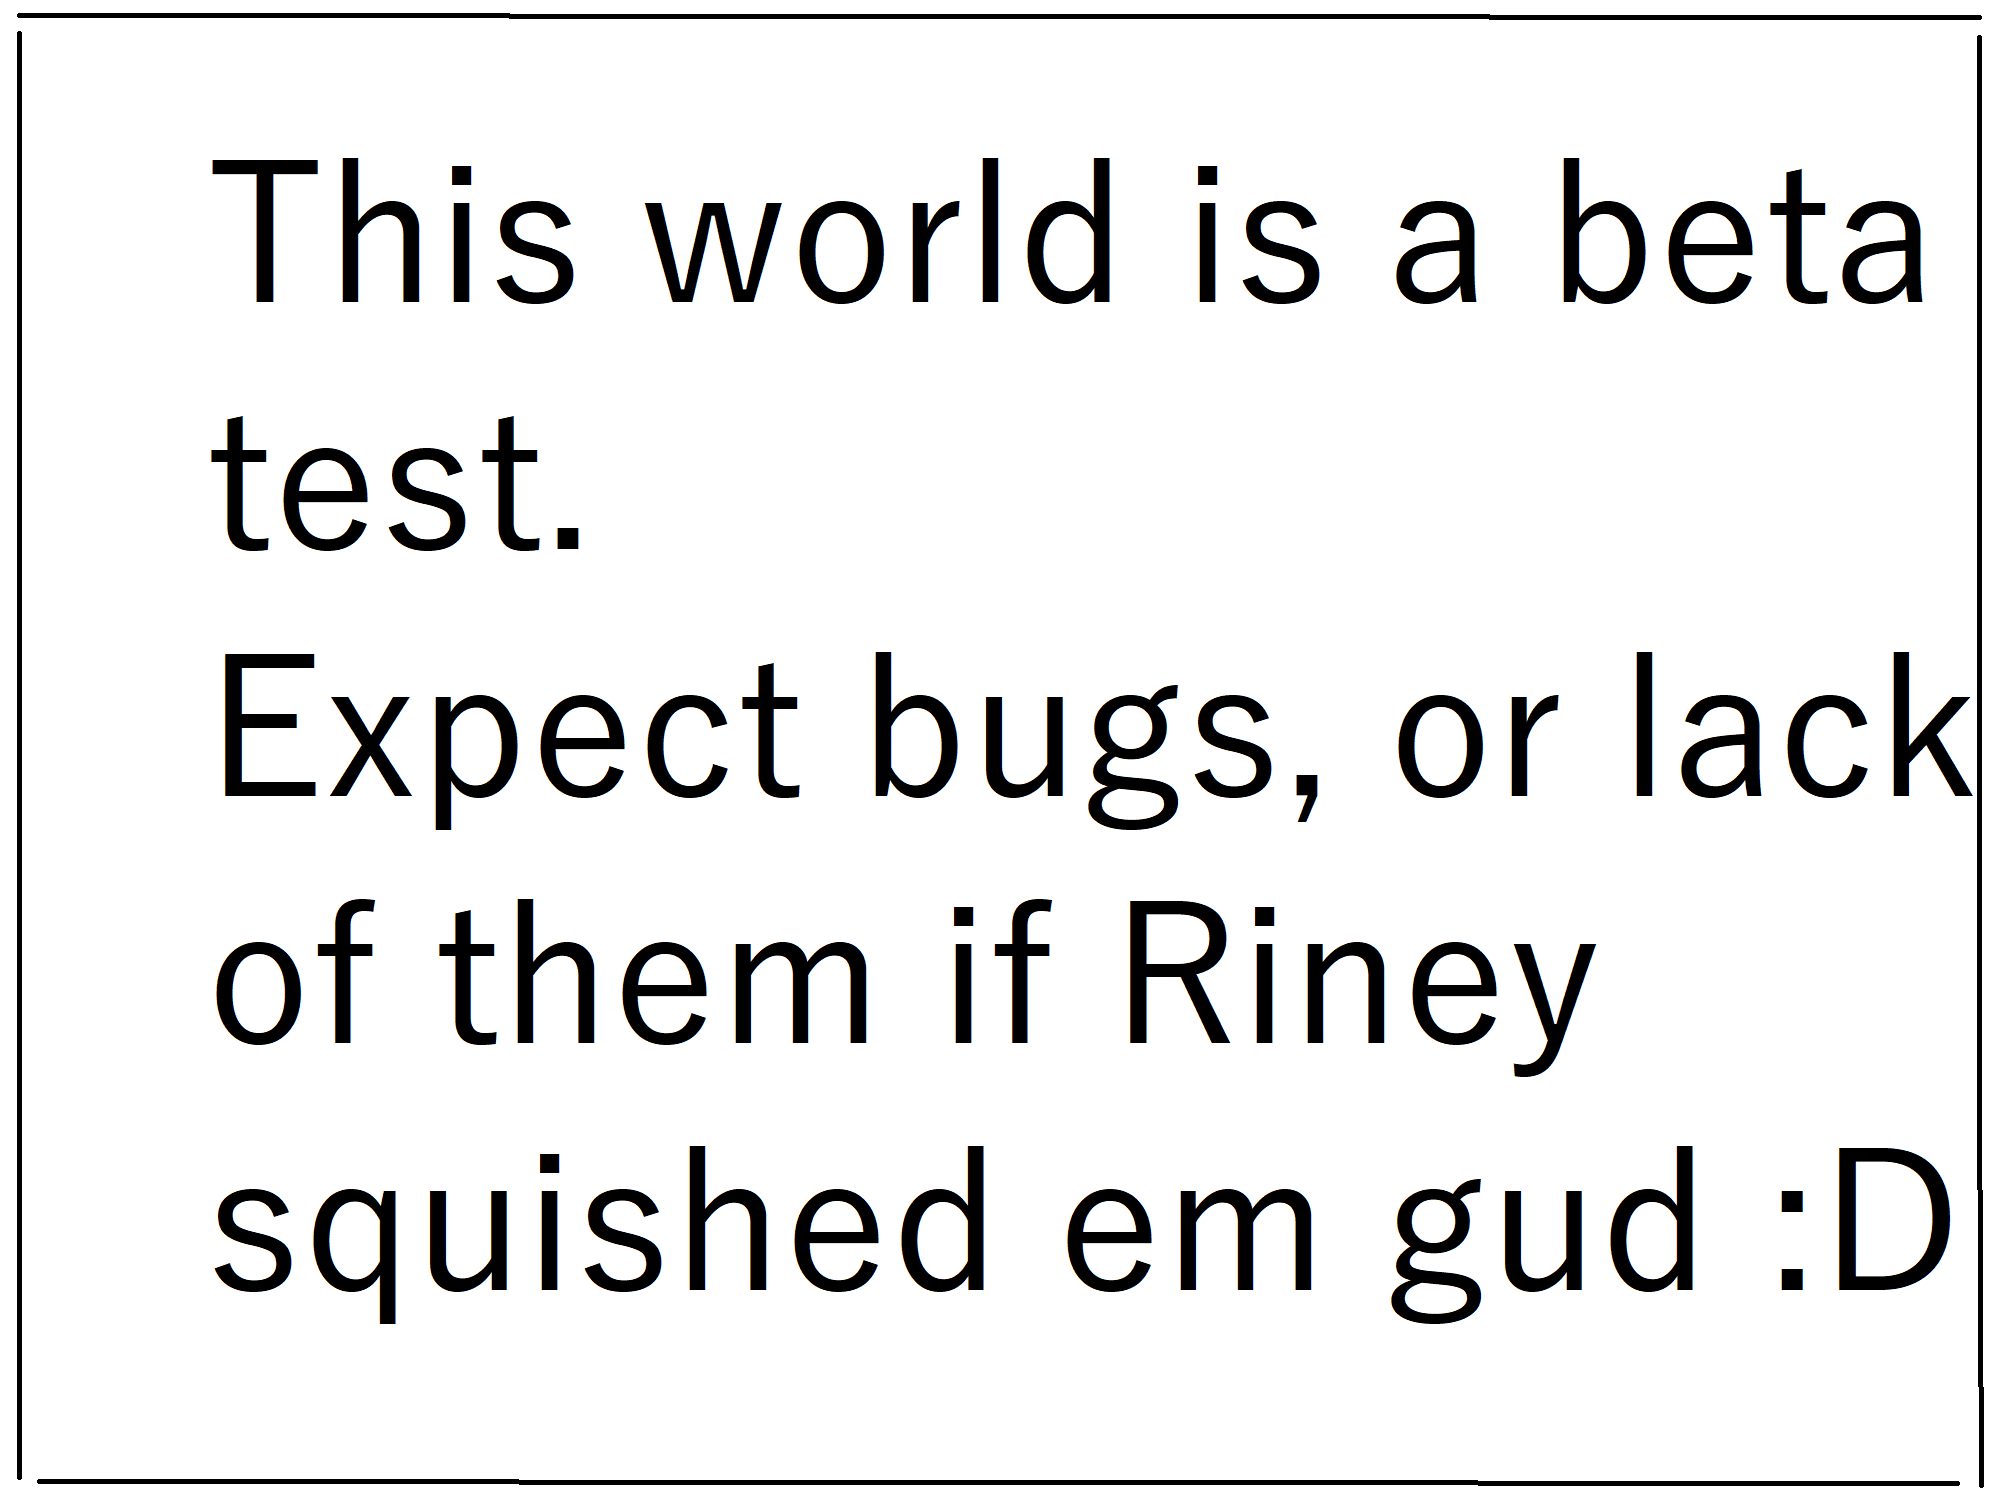 This world is a beta
test.
Expect bugs, or lack
of them if Riney
squished em gud :D